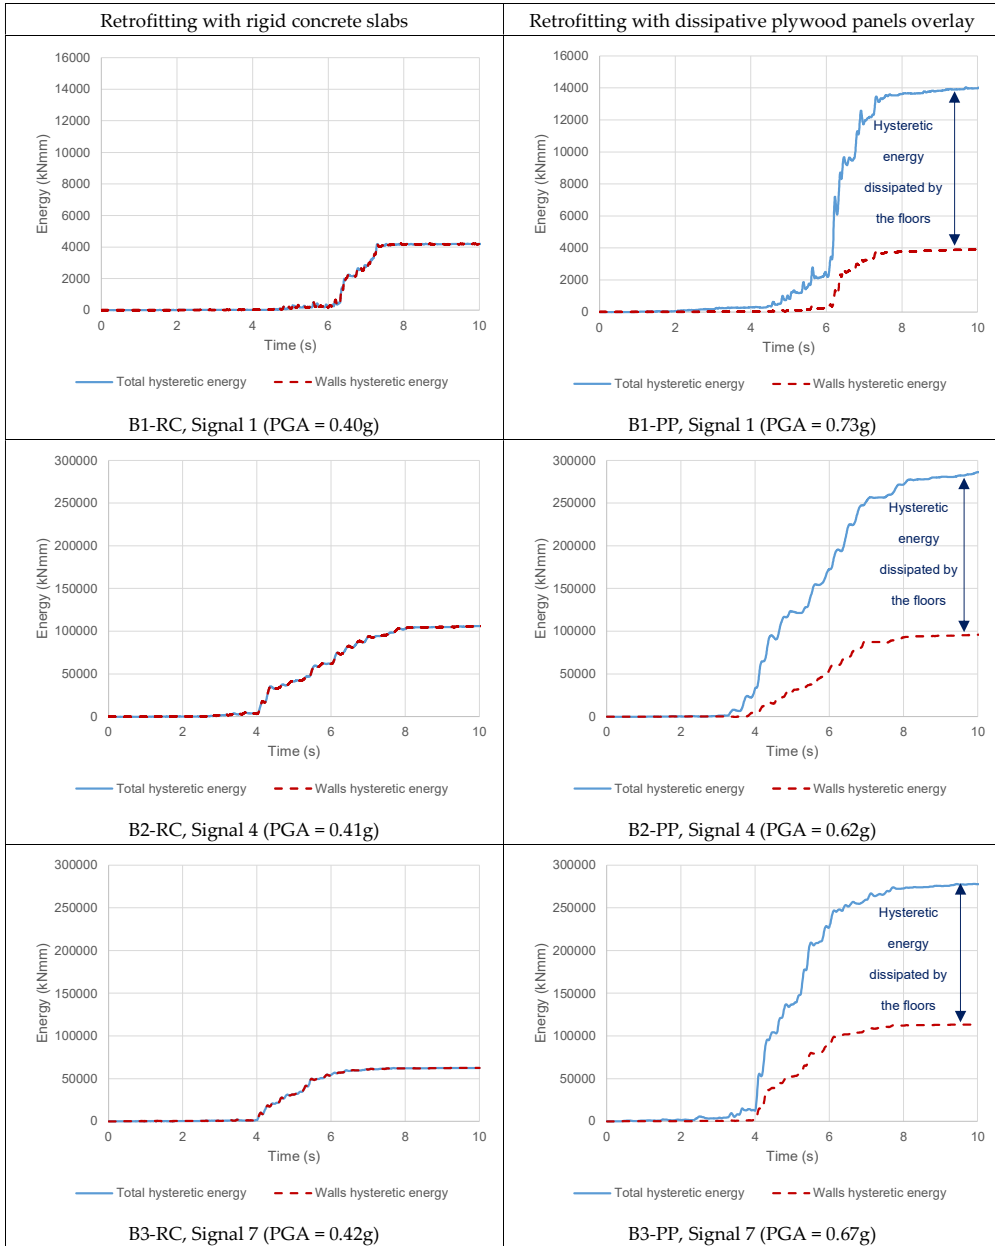 Retrofitting with rigid concrete slabs
Retrofitting with dissipative plywood panels overlay
Energy (kNmm)
16000
14000
12000
10000
8000
6000
4000
2000
0
0 2 4 6 8 10
Time (s)
Total hysteretic energy Walls hysteretic energy
B1-RC, Signal 1 (PGA = 0.40g)
Energy (kNmm)
16000
14000
12000
10000
8000
6000
4000
2000
0
Hysteretic
energy
dissipated by
the floors
0 2 4 6 8 10
Time (s)
Total hysteretic energy Walls hysteretic energy
B1-PP, Signal 1 (PGA = 0.73g)
Energy (kNmm)
300000
250000
200000
150000
100000
50000
0
0 2 4 6 8 10
Time (s)
Total hysteretic energy Walls hysteretic energy
B2-RC, Signal 4 (PGA = 0.41g)
Energy (kNmm)
300000
250000
200000
150000
100000
50000
0
Hysteretic
energy
dissipated by
the floors
0 2 4 6 8 10
Time (s)
Total hysteretic energy Walls hysteretic energy
B2-PP, Signal 4 (PGA = 0.62g)
Energy (kNmm)
300000
250000
200000
150000
100000
50000
0
0 2 4 6 8 10
Time (s)
Total hysteretic energy Walls hysteretic energy
B3-RC, Signal 7 (PGA = 0.42g)
Energy (kNmm)
300000
250000
200000
150000
100000
50000
0
Hysteretic
energy
dissipated by
the floors
0 2 4 6 8 10
Time (s)
Total hysteretic energy Walls hysteretic energy
B3-PP, Signal 7 (PGA = 0.67g)